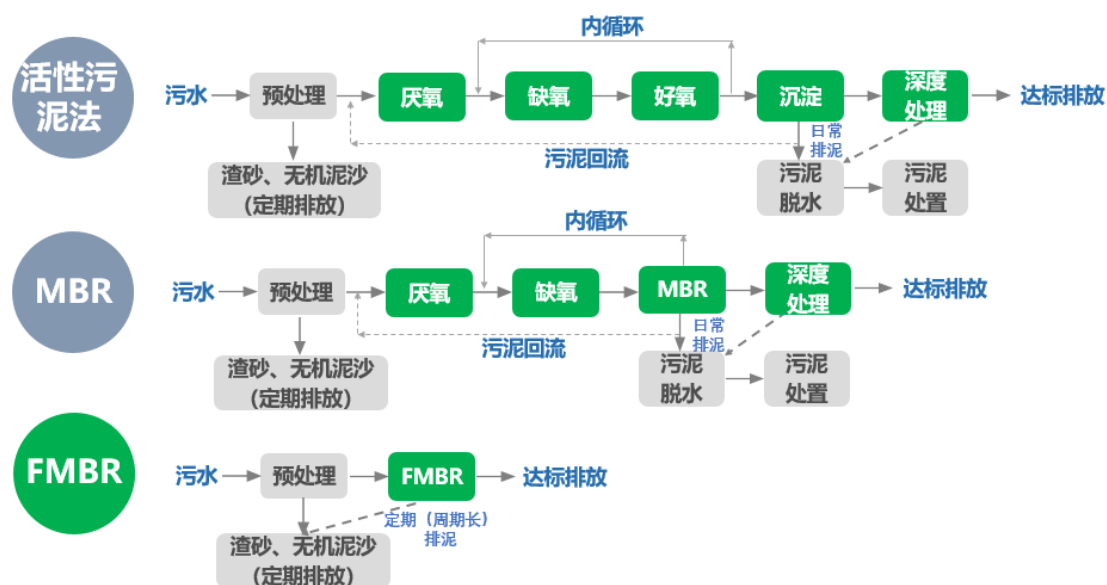 内循环
活性污
泥法
污水
预处理
厌氧
缺氧
好氧
沉淀
深度
处理
达标排放
日常
排泥
污泥回流
渣砂、无机泥沙
（定期排放）
污泥
脱水
污泥
处置
内循环
MBR
污水
预处理
厌氧
缺氧
MBR
深度
处理
达标排放
日常
排泥
污泥回流
渣砂、无机泥沙
（定期排放）
污泥
脱水
污泥
处置
FMBR
污水
预处理
FMBR
达标排放
定期（周期长）
排泥
渣砂、无机泥沙
（定期排放）